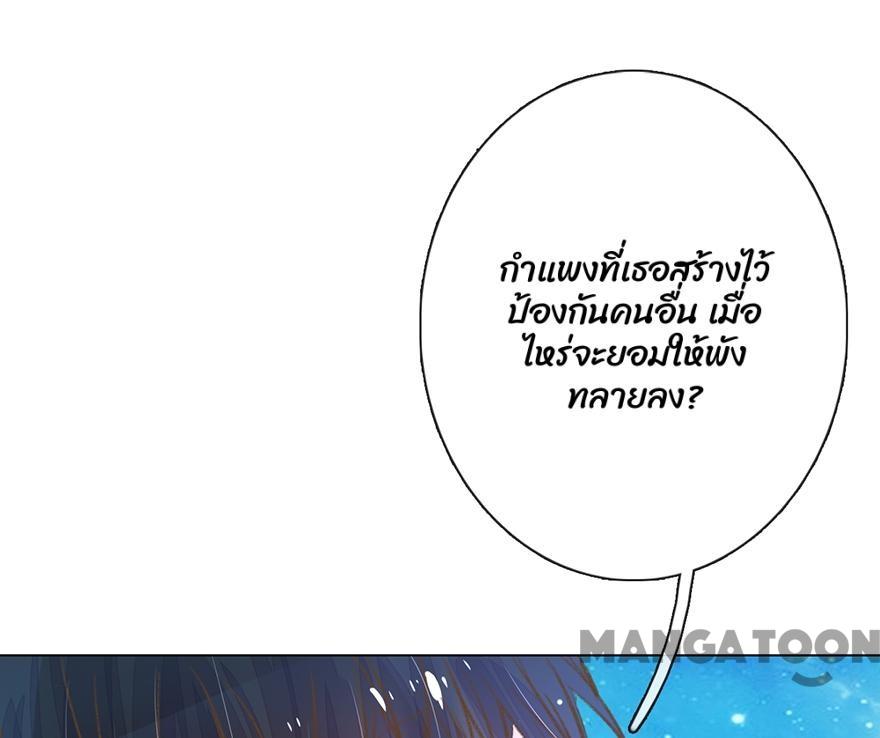 กำแพงที่เธอสร้างไว้
ป้องกันคนอื่น เมื่อ
ไหร่จะยอมให้พัง
ทลายลง?
MANGATOON